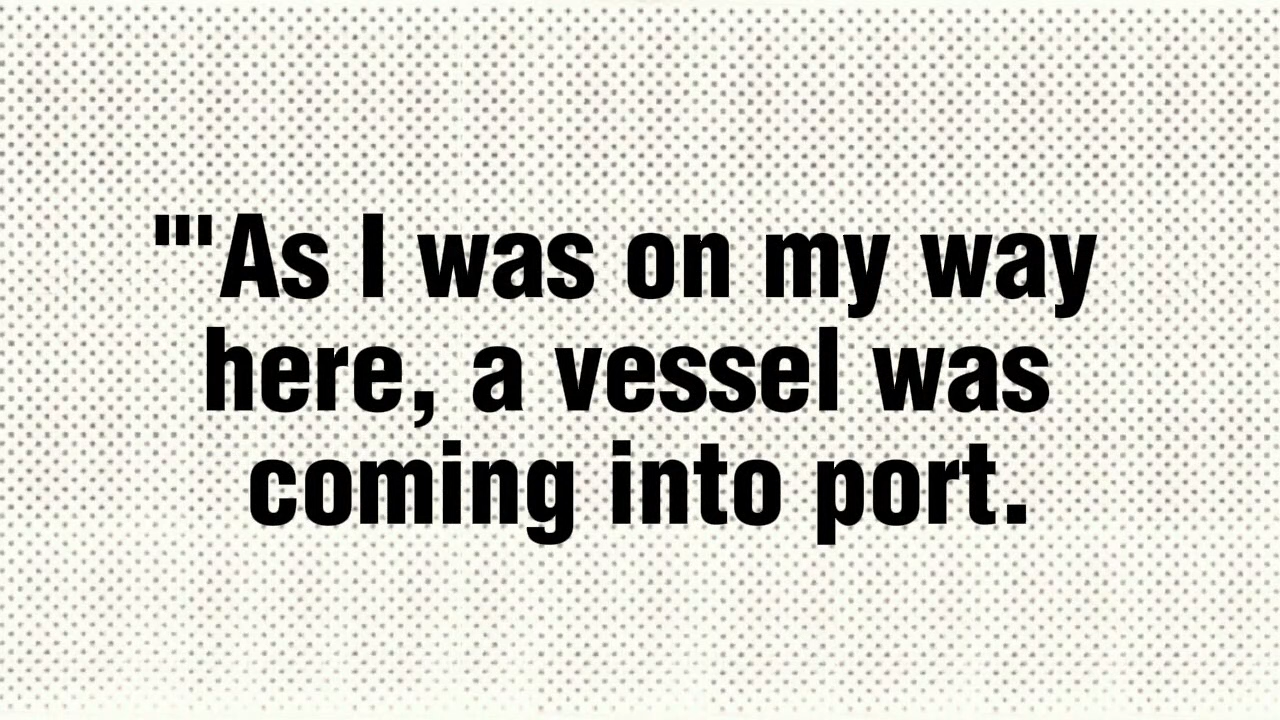 "'As I was on my way
here, a vessel was
coming into port.